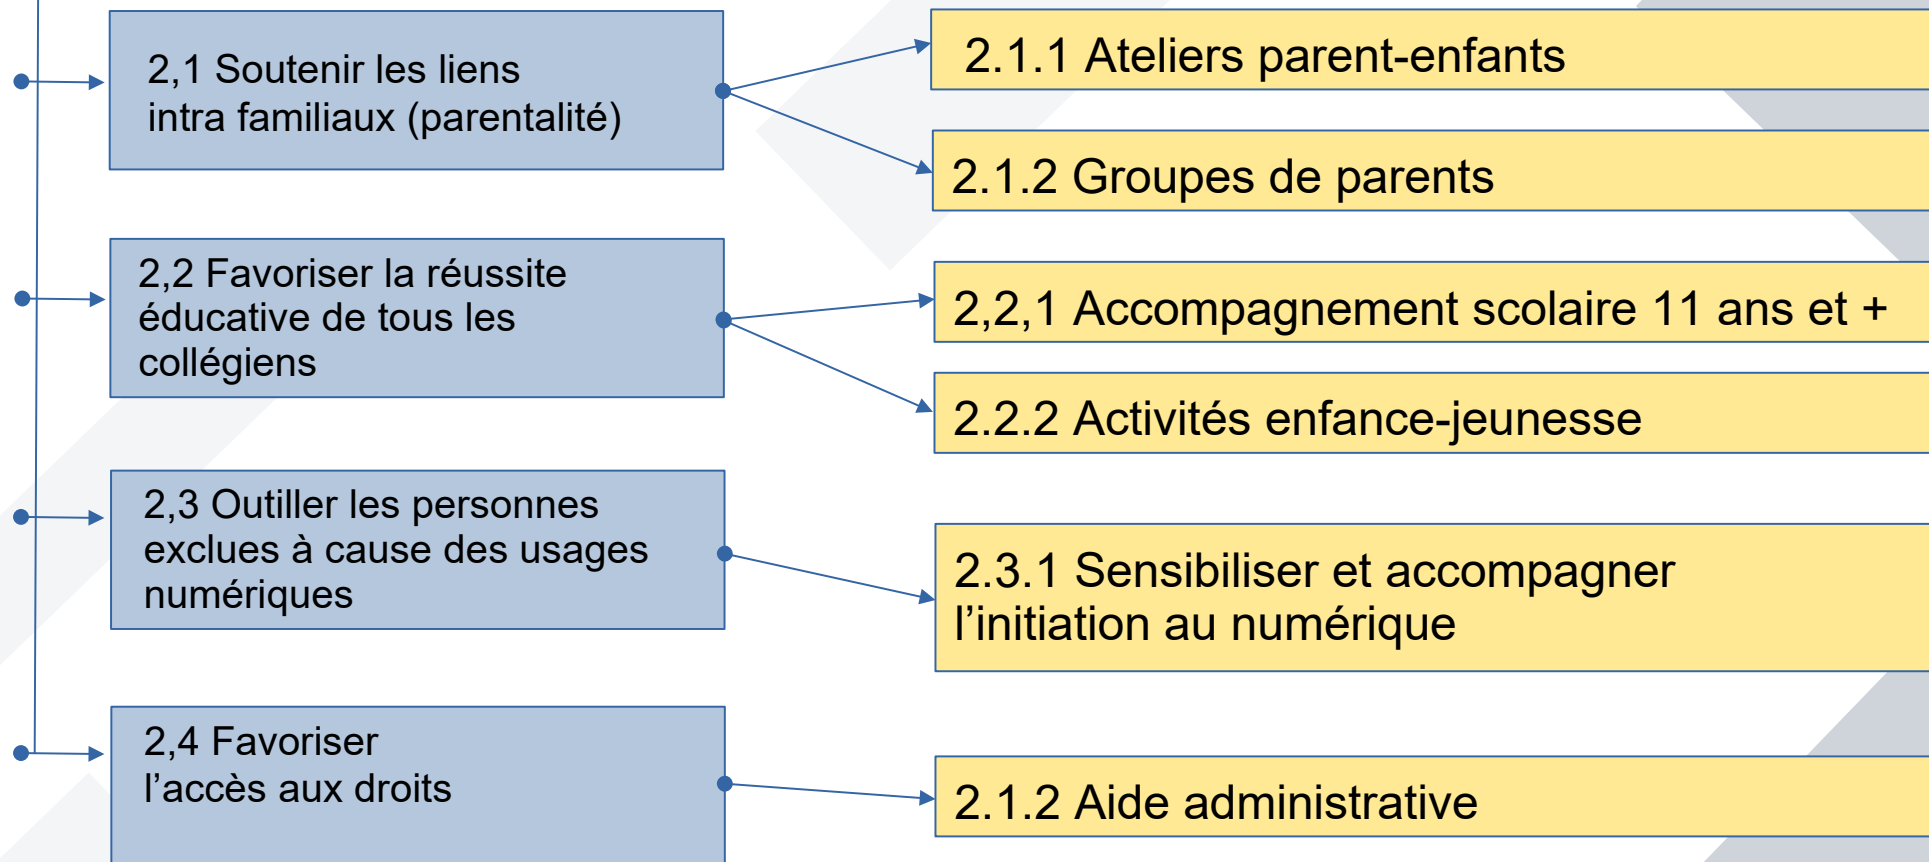 2,1 Soutenir les liens
intra familiaux (parentalité)
2.1.1 Ateliers parent-enfants
2.1.2 Groupes de parents
2,2 Favoriser la réussite
éducative de tous les
collégiens
2,2,1 Accompagnement scolaire 11 ans et +
2.2.2 Activités enfance-jeunesse
2,3 Outiller les personnes
exclues à cause des usages
numériques
2.3.1 Sensibiliser et accompagner
l’initiation au numérique
2,4 Favoriser
l’accès aux droits
2.1.2 Aide administrative